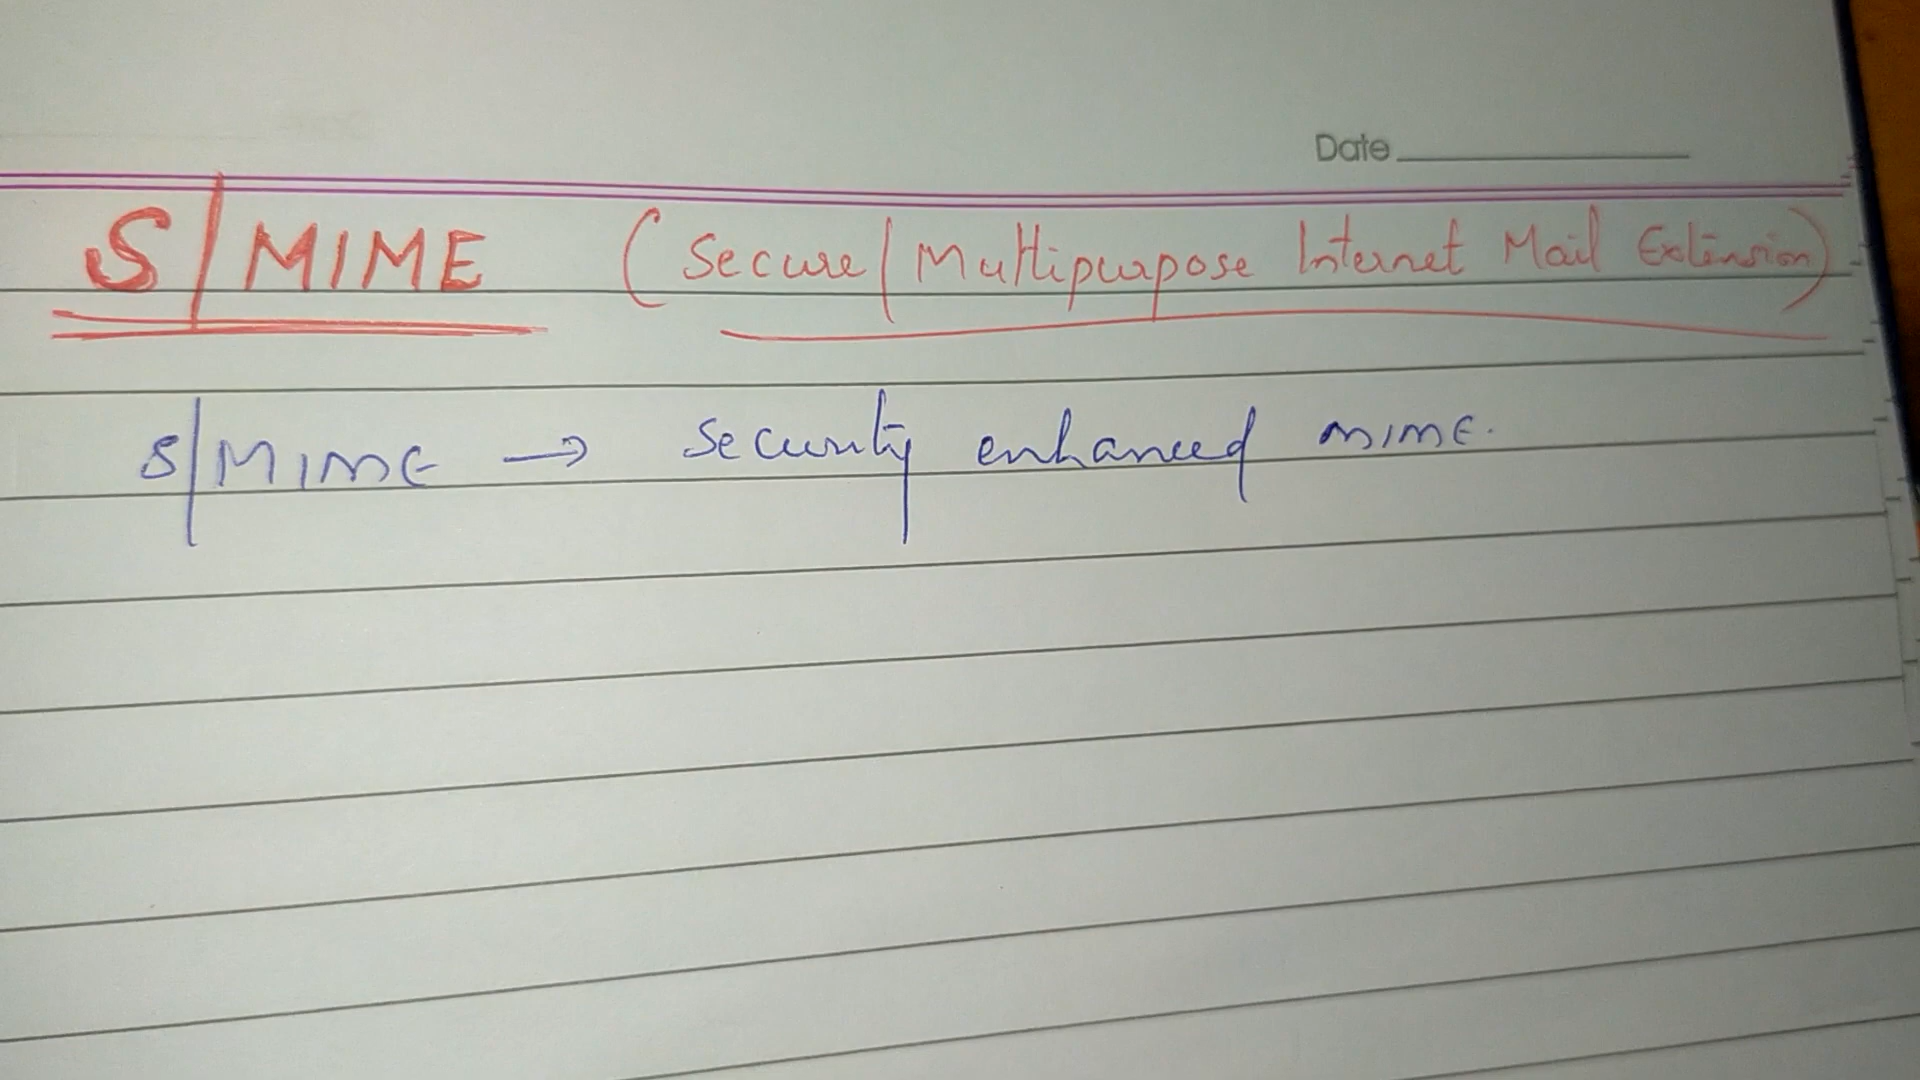 Date
S/MIME (Secure/Multipurpose Internet Mail Extension)
S/MIME → Security enhanced MIME.